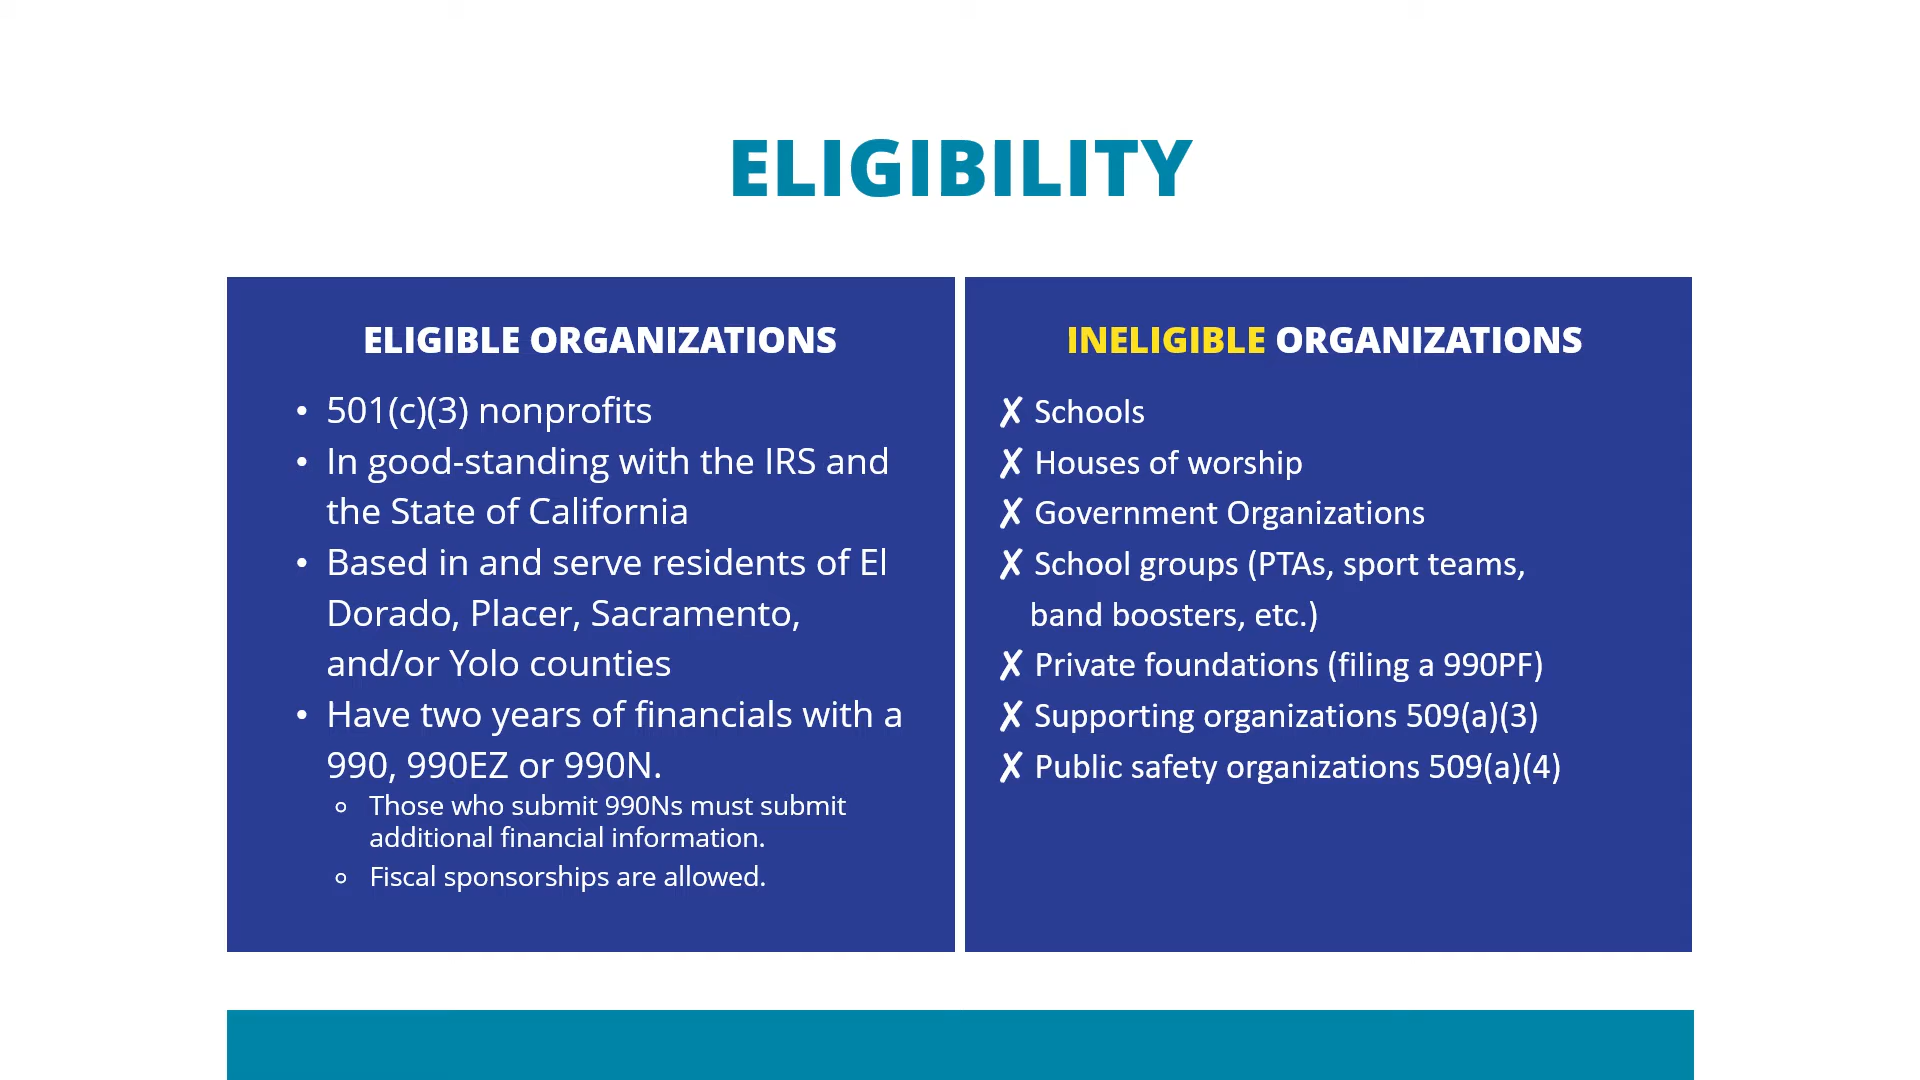 ELIGIBILITY
ELIGIBLE ORGANIZATIONS
• 501(c)(3) nonprofits
• In good-standing with the IRS and
the State of California
• Based in and serve residents of El
Dorado, Placer, Sacramento,
and/or Yolo counties
• Have two years of financials with a
990, 990EZ or 990N.
○ Those who submit 990Ns must submit
additional financial information.
○ Fiscal sponsorships are allowed.
INELIGIBLE ORGANIZATIONS
✗ Schools
✗ Houses of worship
✗ Government Organizations
✗ School groups (PTAs, sport teams,
band boosters, etc.)
✗ Private foundations (filing a 990PF)
✗ Supporting organizations 509(a)(3)
✗ Public safety organizations 509(a)(4)